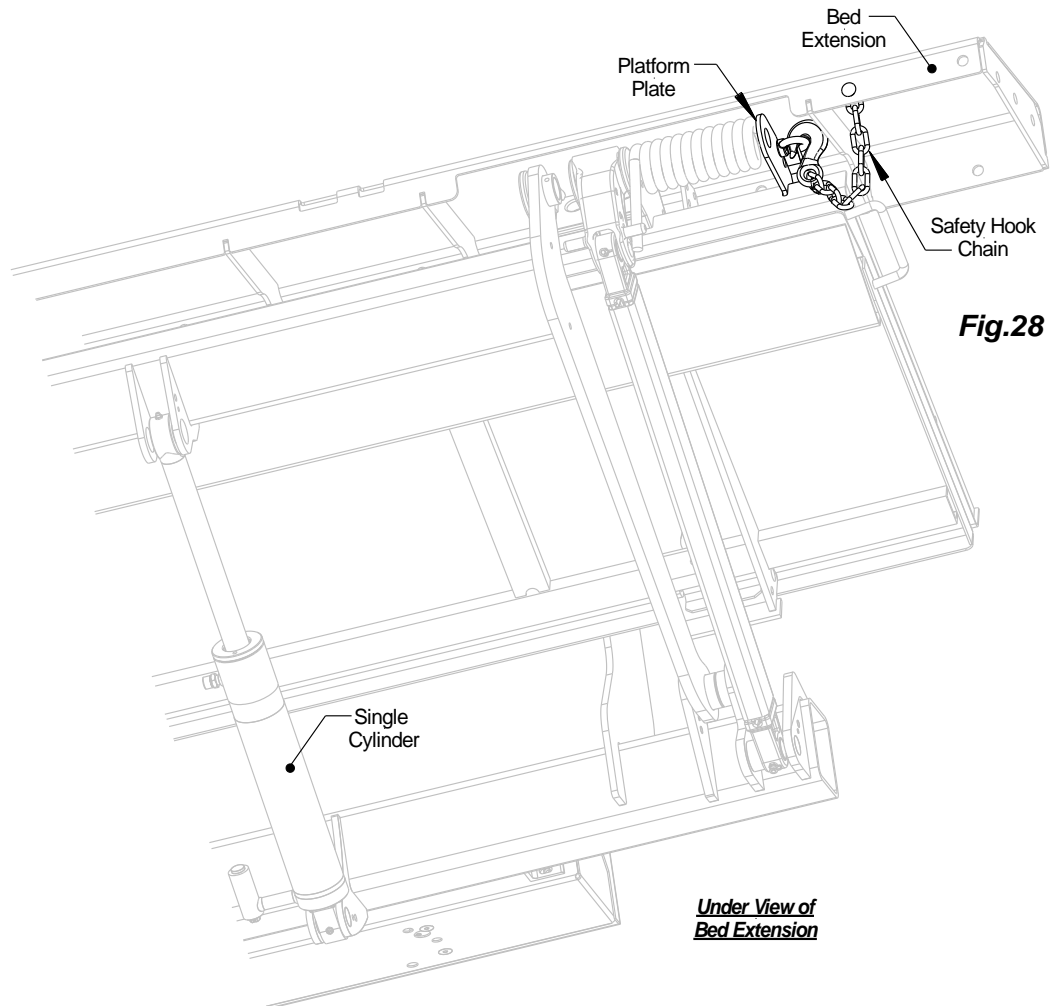 Bed
Extension
Platform
Plate
Safety Hook
Chain
Fig.28
Single
Cylinder
Under View of
Bed Extension